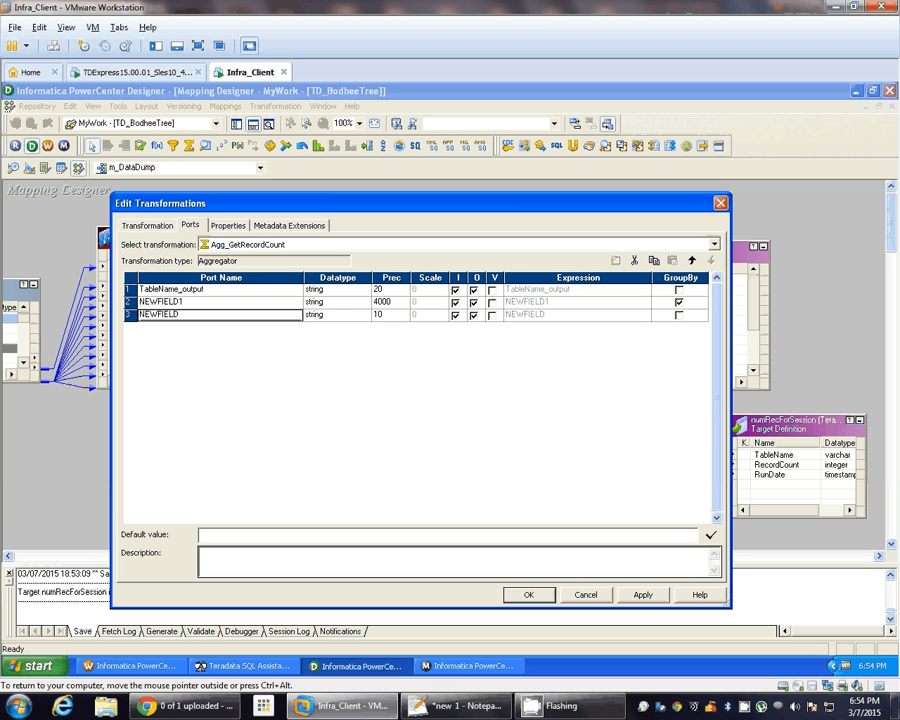 Infra_Client - VMware Workstation
File Edit View VM Tabs Help
Home TDExpress15.00.01_Sles10_4... Infra_Client
Informatica PowerCenter Designer - [Mapping Designer - MyWork - [TD_BodheeTree]]
Repository Edit View Tools Layout Versioning Mappings Transformation Window Help
MyWork - [TD_BodheeTree] 100%
m_DataDump
Mapping Designer
Edit Transformations
Transformation Ports Properties Metadata Extensions
Select transformation: Agg_GetRecordCount
Transformation type: Aggregator
Port Name Datatype Prec Scale I O V Expression GroupBy
1 TableName_output string 20 0 TableName_output
2 NEWFIELD1 string 4000 0 NEWFIELD1
3 NEWFIELD string 10 0 NEWFIELD
numRecForSession (Tera...
Target Definition
K. Name Datatype
TableName varchar
RecordCount integer
RunDate timestamp
Default value:
Description:
OK Cancel Apply Help
03/07/2015 18:53:09 ** Sa
Target numRecForSession
Save Fetch Log Generate Validate Debugger Session Log Notifications
Ready
start Informatica PowerCe... Teradata SQL Assista... Informatica PowerCe... Informatica PowerCe... 6:54 PM
To return to your computer, move the mouse pointer outside or press Ctrl+Alt.
0 of 1 uploaded - ... Infra_Client - VM... *new 1 - Notepa... Flashing 6:54 PM
3/7/2015